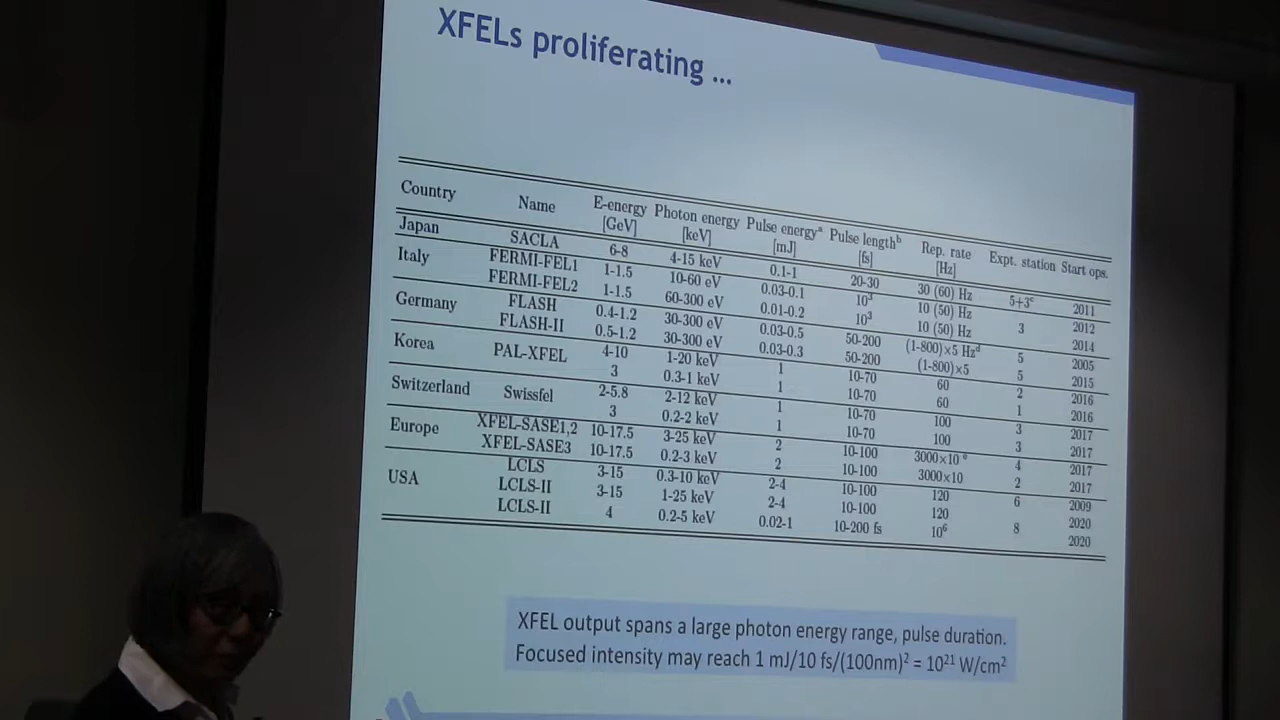 XFELs proliferating ...
Country Name E-energy Photon energy Pulse energyᵃ Pulse lengthᵇ Rep. rate Expt. station Start ops.
[GeV] [keV] [mJ] [fs] [Hz]
Japan SACLA 6-8 4-15 keV 0.1-1 20-30 30 (60) Hz 5+3ᶜ 2011
Italy FERMI-FEL1 1-1.5 10-60 eV 0.03-0.1 10³ 10 (50) Hz 3 2012
FERMI-FEL2 1-1.5 60-300 eV 0.01-0.2 10³ 10 (50) Hz 2014
Germany FLASH 0.4-1.2 30-300 eV 0.03-0.5 50-200 (1-800)×5 Hzᵈ 5 2005
FLASH-II 0.5-1.2 30-300 eV 0.03-0.3 50-200 (1-800)×5 5 2015
Korea PAL-XFEL 4-10 1-20 keV 1 10-70 60 2 2016
3 0.3-1 keV 1 10-70 60 1 2016
Switzerland Swissfel 2-5.8 2-12 keV 1 10-70 100 3 2017
3 0.2-2 keV 1 10-70 100 3 2017
Europe XFEL-SASE1,2 10-17.5 3-25 keV 2 10-100 3000×10 ᵉ 4 2017
XFEL-SASE3 10-17.5 0.2-3 keV 2 10-100 3000×10 2 2017
USA LCLS 3-15 0.3-10 keV 2-4 10-100 120 6 2009
LCLS-II 3-15 1-25 keV 2-4 10-100 120 2020
LCLS-II 4 0.2-5 keV 0.02-1 10-200 fs 10⁶ 8 2020
XFEL output spans a large photon energy range, pulse duration.
Focused intensity may reach 1 mJ/10 fs/(100nm)² = 10²¹ W/cm²